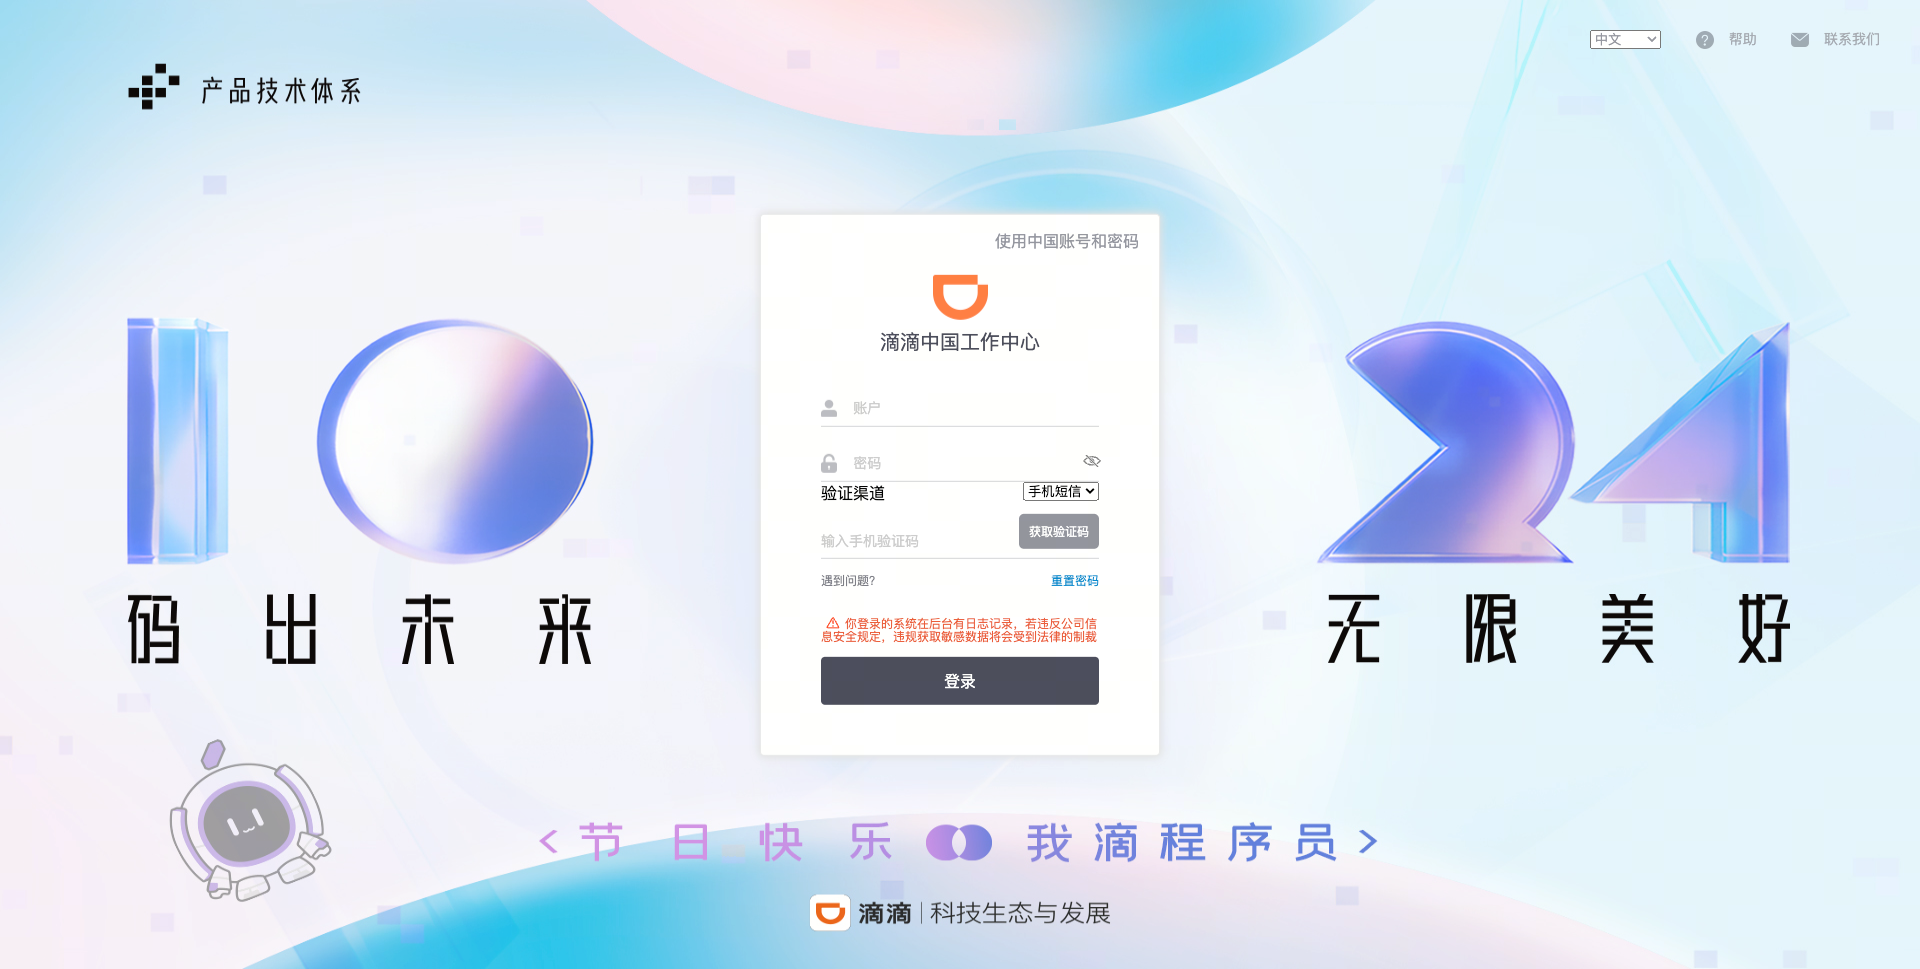 中文
帮助
联系我们
产品技术体系
使用中国账号和密码
滴滴中国工作中心
账户
密码
验证渠道
手机短信
输入手机验证码
获取验证码
遇到问题?
重置密码
你登录的系统在后台有日志记录，若违反公司信
息安全规定，违规获取敏感数据将会受到法律的制裁
登录
10
24
码出未来
无限美好
<节日快乐 我滴程序员>
滴滴|科技生态与发展